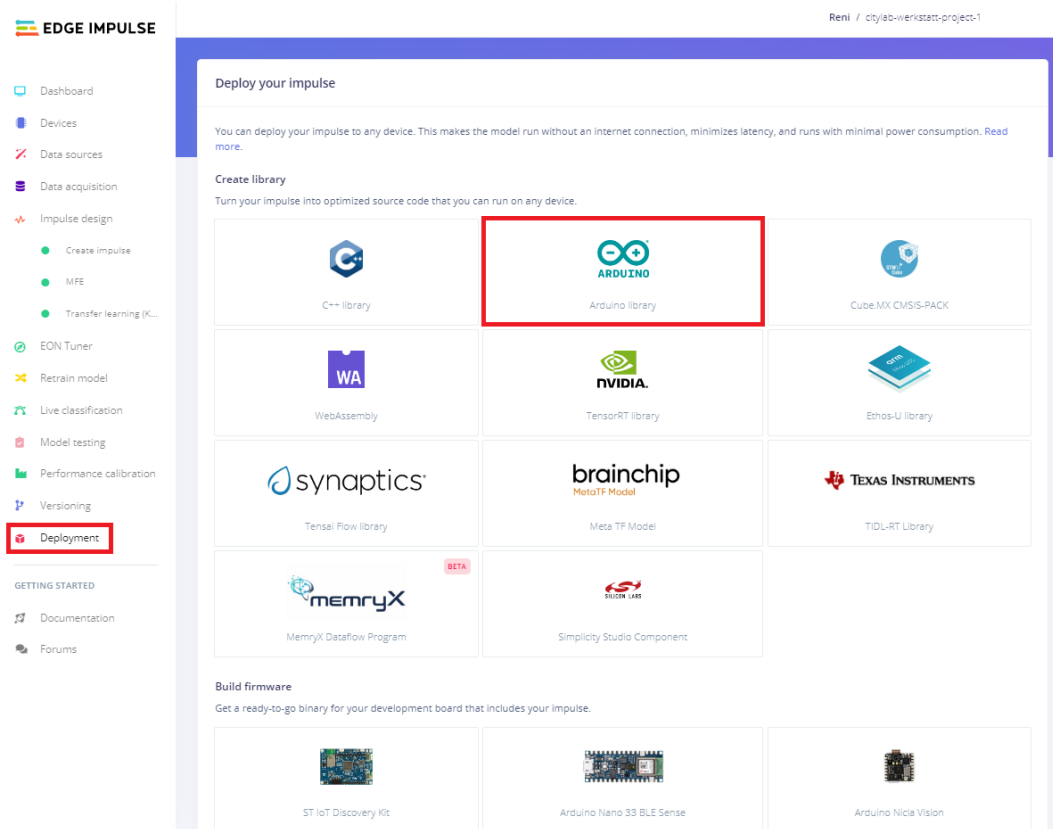 EDGE IMPULSE
Reni / citylab-werkstatt-project-1
Dashboard
Devices
Data sources
Data acquisition
Impulse design
Create impulse
MFE
Transfer learning (K...
EON Tuner
Retrain model
Live classification
Model testing
Performance calibration
Versioning
Deployment
GETTING STARTED
Documentation
Forums
Deploy your impulse
You can deploy your impulse to any device. This makes the model run without an internet connection, minimizes latency, and runs with minimal power consumption. Read
more.
Create library
Turn your impulse into optimized source code that you can run on any device.
C++
C++ library
ARDUINO
Arduino library
Cube.MX CMSIS-PACK
WA
WebAssembly
NVIDIA.
TensorRT library
arm
Ethos-U library
synaptics
Tensai Flow library
brainchip
MetaTF Model
Meta TF Model
TEXAS INSTRUMENTS
TIDL-RT Library
BETA
memryX
MemryX Dataflow Program
SILICON LABS
Simplicity Studio Component
Build firmware
Get a ready-to-go binary for your development board that includes your impulse.
ST IoT Discovery Kit
Arduino Nano 33 BLE Sense
Arduino Nicla Vision